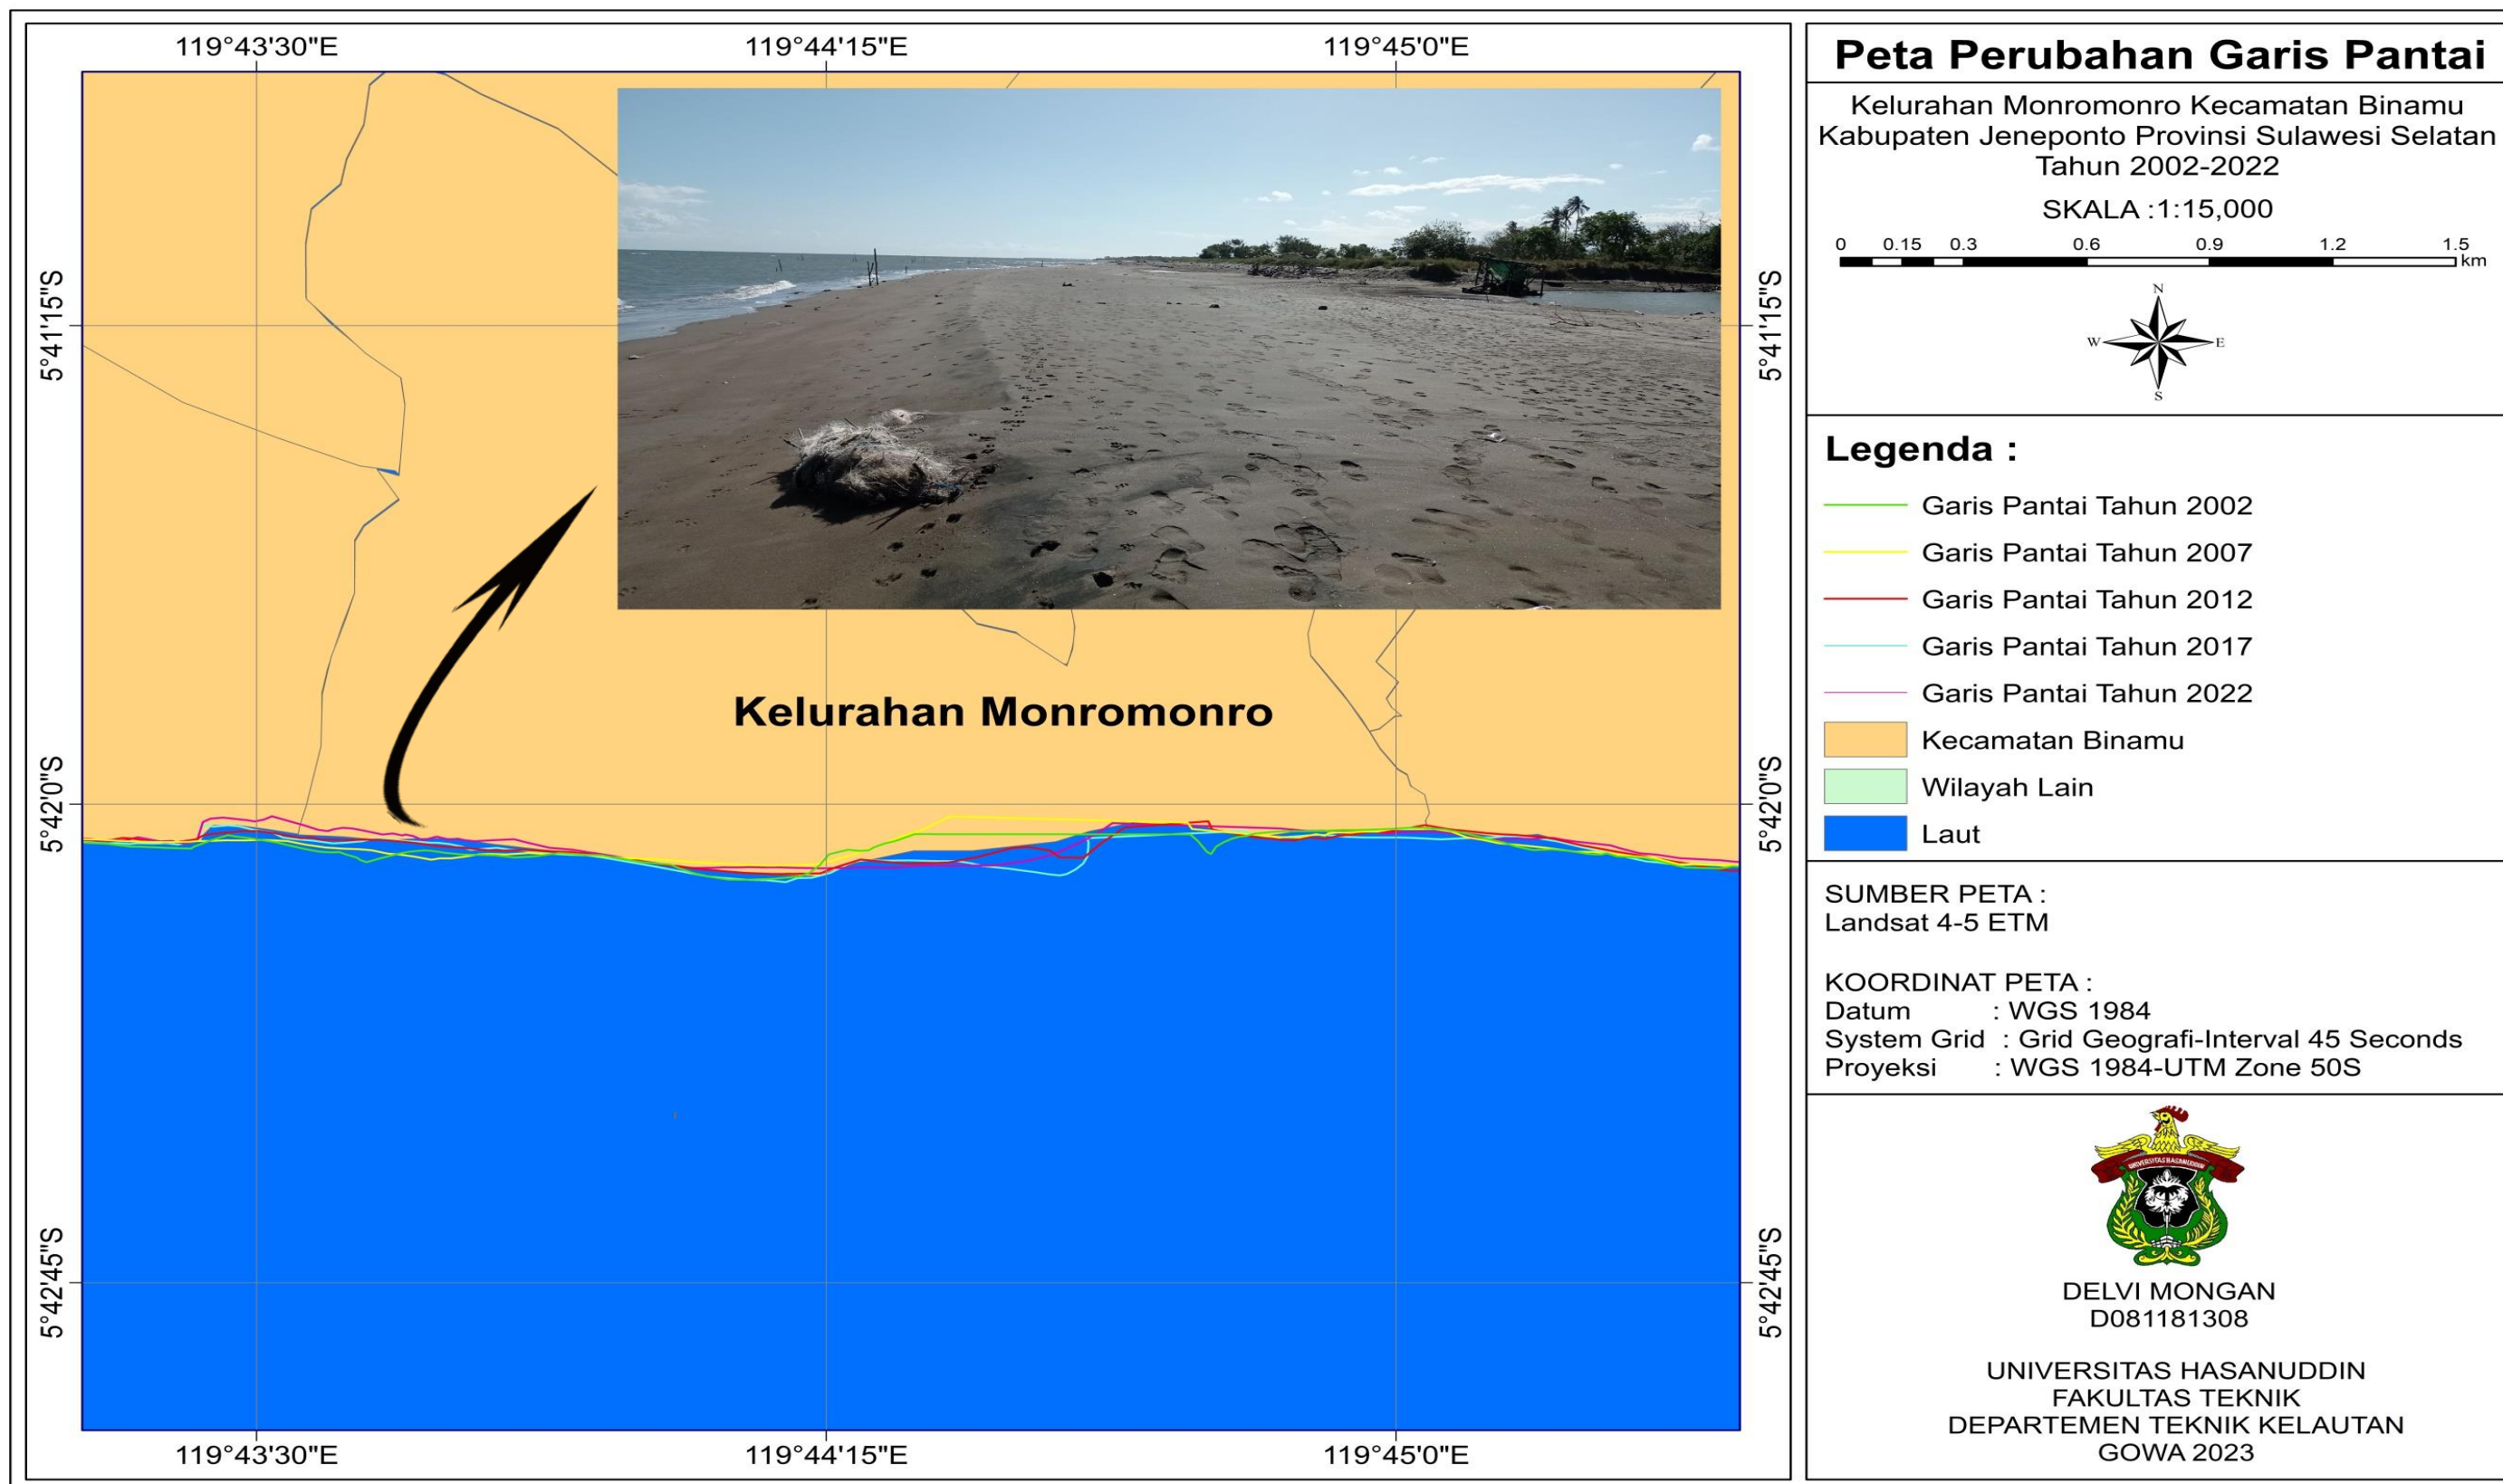 119°43'30"E
119°44'15"E
119°45'0"E
5°41'15"S
5°41'15"S
Kelurahan Monromonro
5°42'0"S
5°42'0"S
5°42'45"S
5°42'45"S
119°43'30"E
119°44'15"E
119°45'0"E
Peta Perubahan Garis Pantai
Kelurahan Monromonro Kecamatan Binamu
Kabupaten Jeneponto Provinsi Sulawesi Selatan
Tahun 2002-2022
SKALA :1:15,000
0 0.15 0.3 0.6 0.9 1.2 1.5
km
N
W E
S
Legenda :
Garis Pantai Tahun 2002
Garis Pantai Tahun 2007
Garis Pantai Tahun 2012
Garis Pantai Tahun 2017
Garis Pantai Tahun 2022
Kecamatan Binamu
Wilayah Lain
Laut
SUMBER PETA :
Landsat 4-5 ETM
KOORDINAT PETA :
Datum : WGS 1984
System Grid : Grid Geografi-Interval 45 Seconds
Proyeksi : WGS 1984-UTM Zone 50S
UNIVERSITAS HASANUDDIN
DELVI MONGAN
D081181308
UNIVERSITAS HASANUDDIN
FAKULTAS TEKNIK
DEPARTEMEN TEKNIK KELAUTAN
GOWA 2023